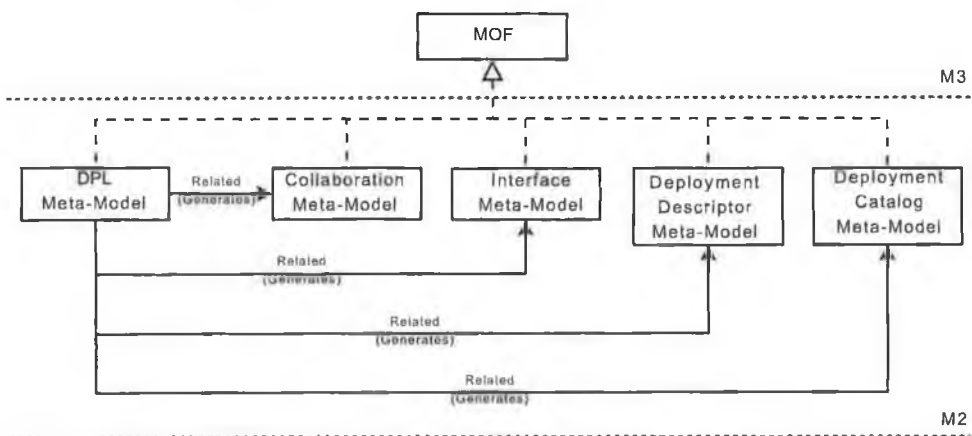 MOF
M3
DPL
Meta-Model
Related
(Generates)
Collaboration
Meta-Model
Interface
Meta-Model
Deployment
Descriptor
Meta-Model
Deployment
Catalog
Meta-Model
Related
(Generates)
Related
(Generates)
Related
(Generates)
M2